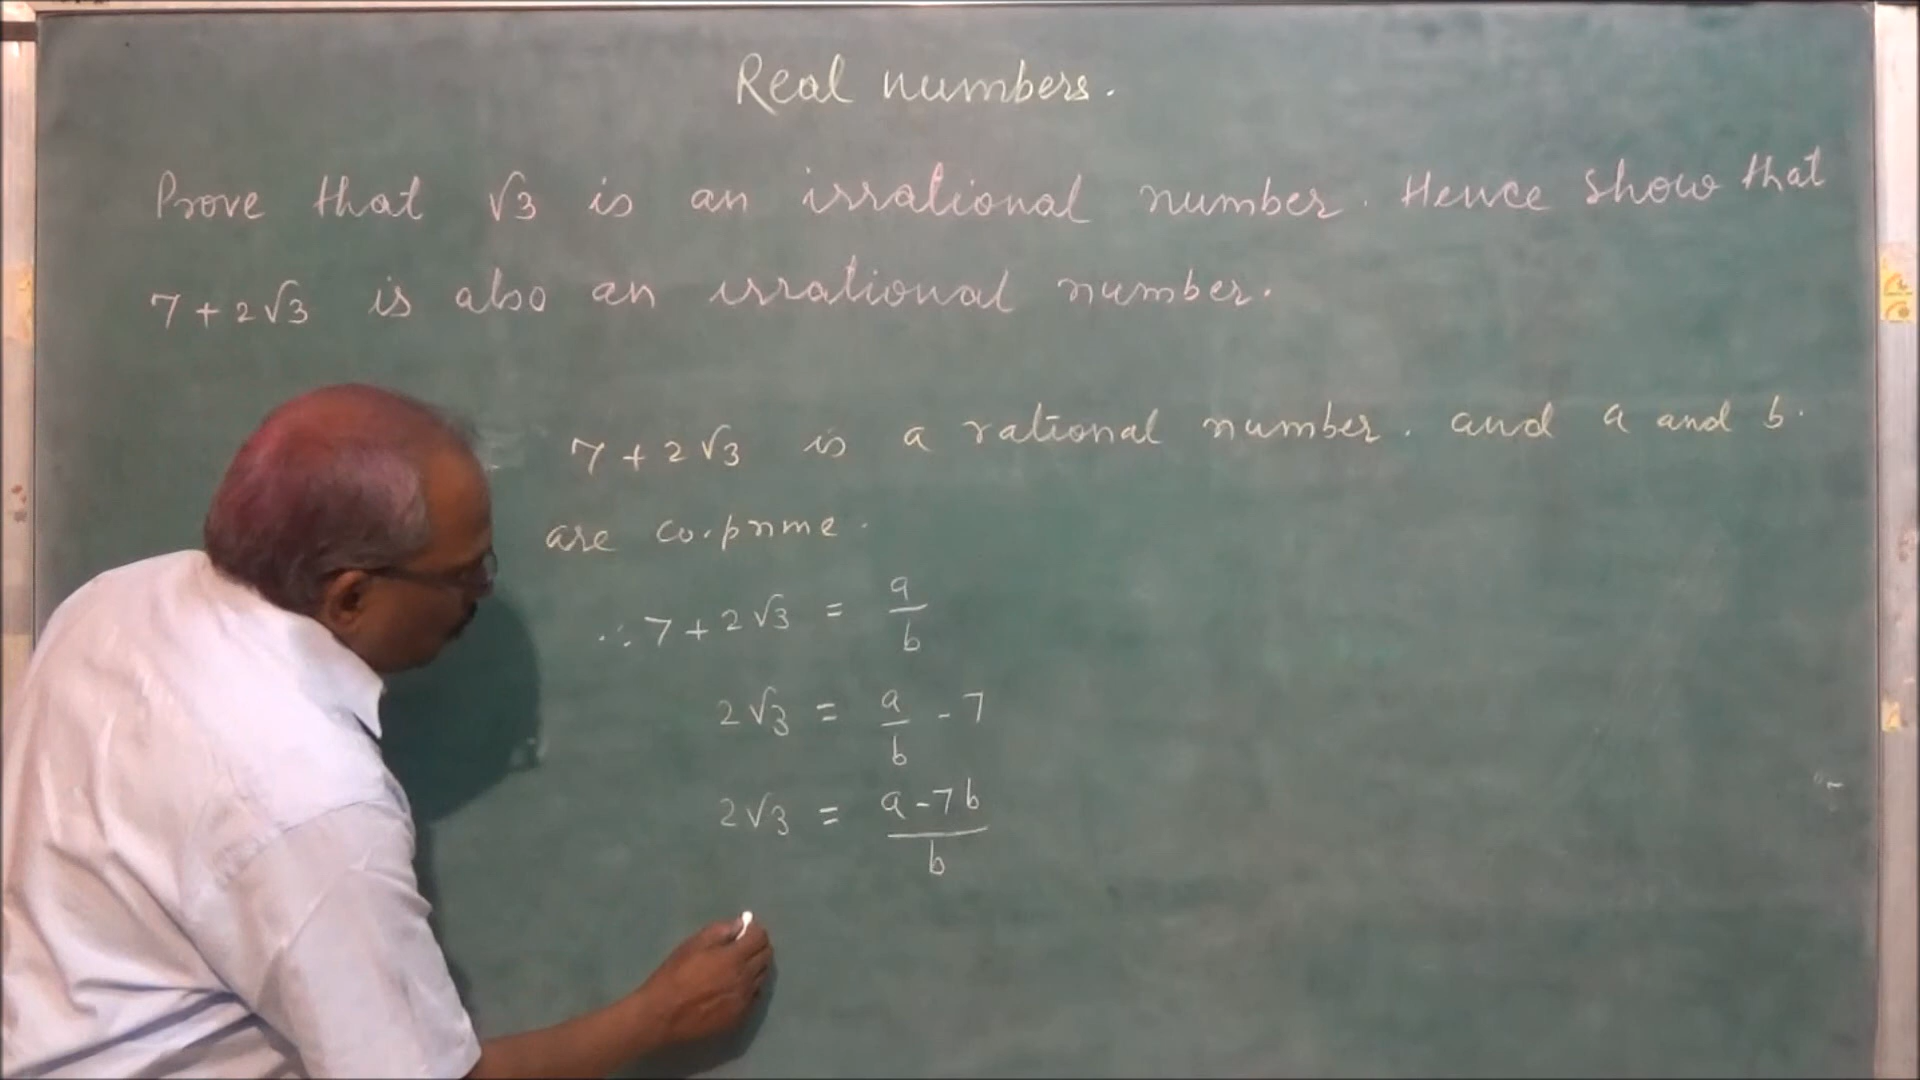 Real numbers.
Prove that √3 is an irrational number. Hence show that
7 + 2√3 is also an irrational number.
7 + 2√3 is a rational number. and a and b.
are co.prime.
∴ 7 + 2√3 = a/b
2√3 = a/b - 7
2√3 = (a - 7b)/b